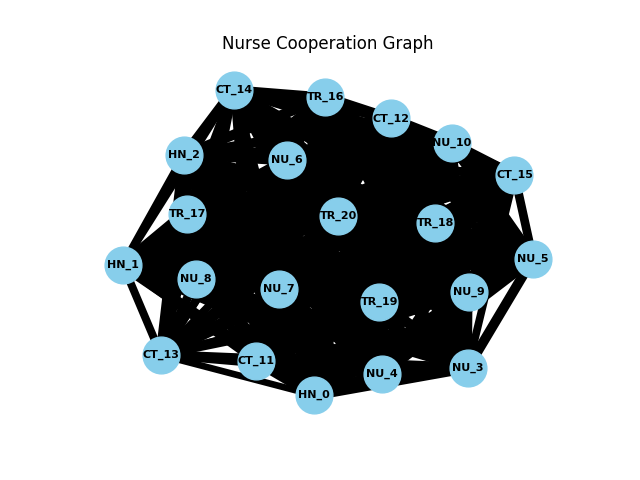 Nurse Cooperation Graph
CT_14
TR_16
CT_12
NU_10
HN_2
NU_6
CT_15
TR_17
TR_20
TR_18
HN_1
NU_5
NU_8
NU_7
NU_9
TR_19
CT_13
CT_11
NU_4
NU_3
HN_0